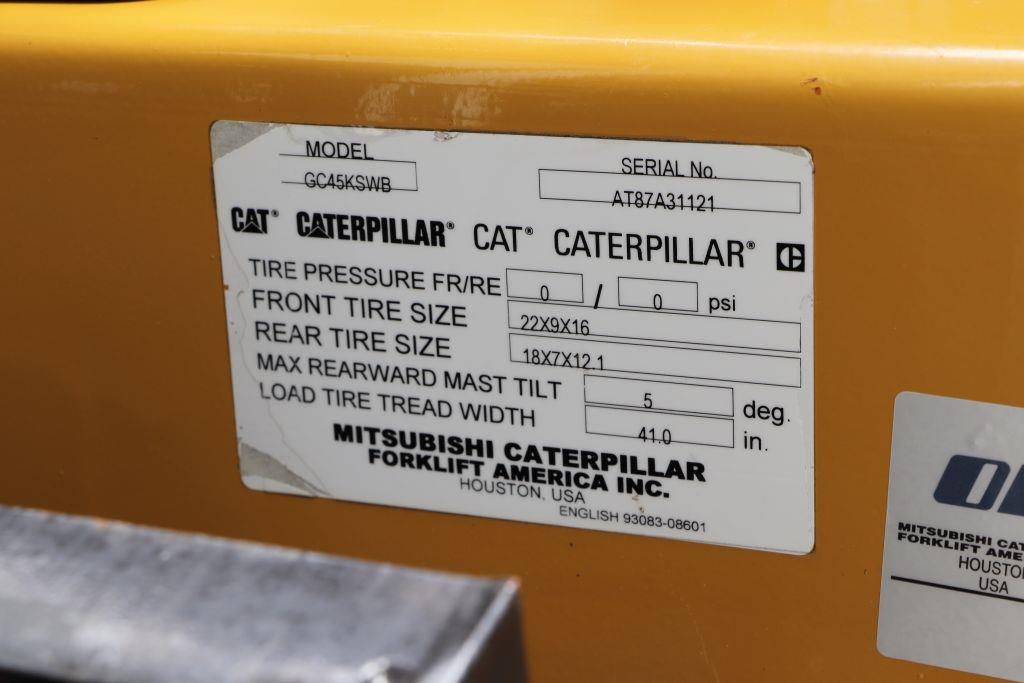 MODEL
GC45KSWB
SERIAL No.
AT87A31121
CAT® CATERPILLAR® CAT® CATERPILLAR®
TIRE PRESSURE FR/RE 0 / 0 psi
FRONT TIRE SIZE 22X9X16
REAR TIRE SIZE 18X7X12.1
MAX REARWARD MAST TILT 5 deg.
LOAD TIRE TREAD WIDTH 41.0 in.
MITSUBISHI CATERPILLAR
FORKLIFT AMERICA INC.
HOUSTON, USA
ENGLISH 93083-08601
MITSUBISHI CAT
FORKLIFT AME
HOUSTO
USA